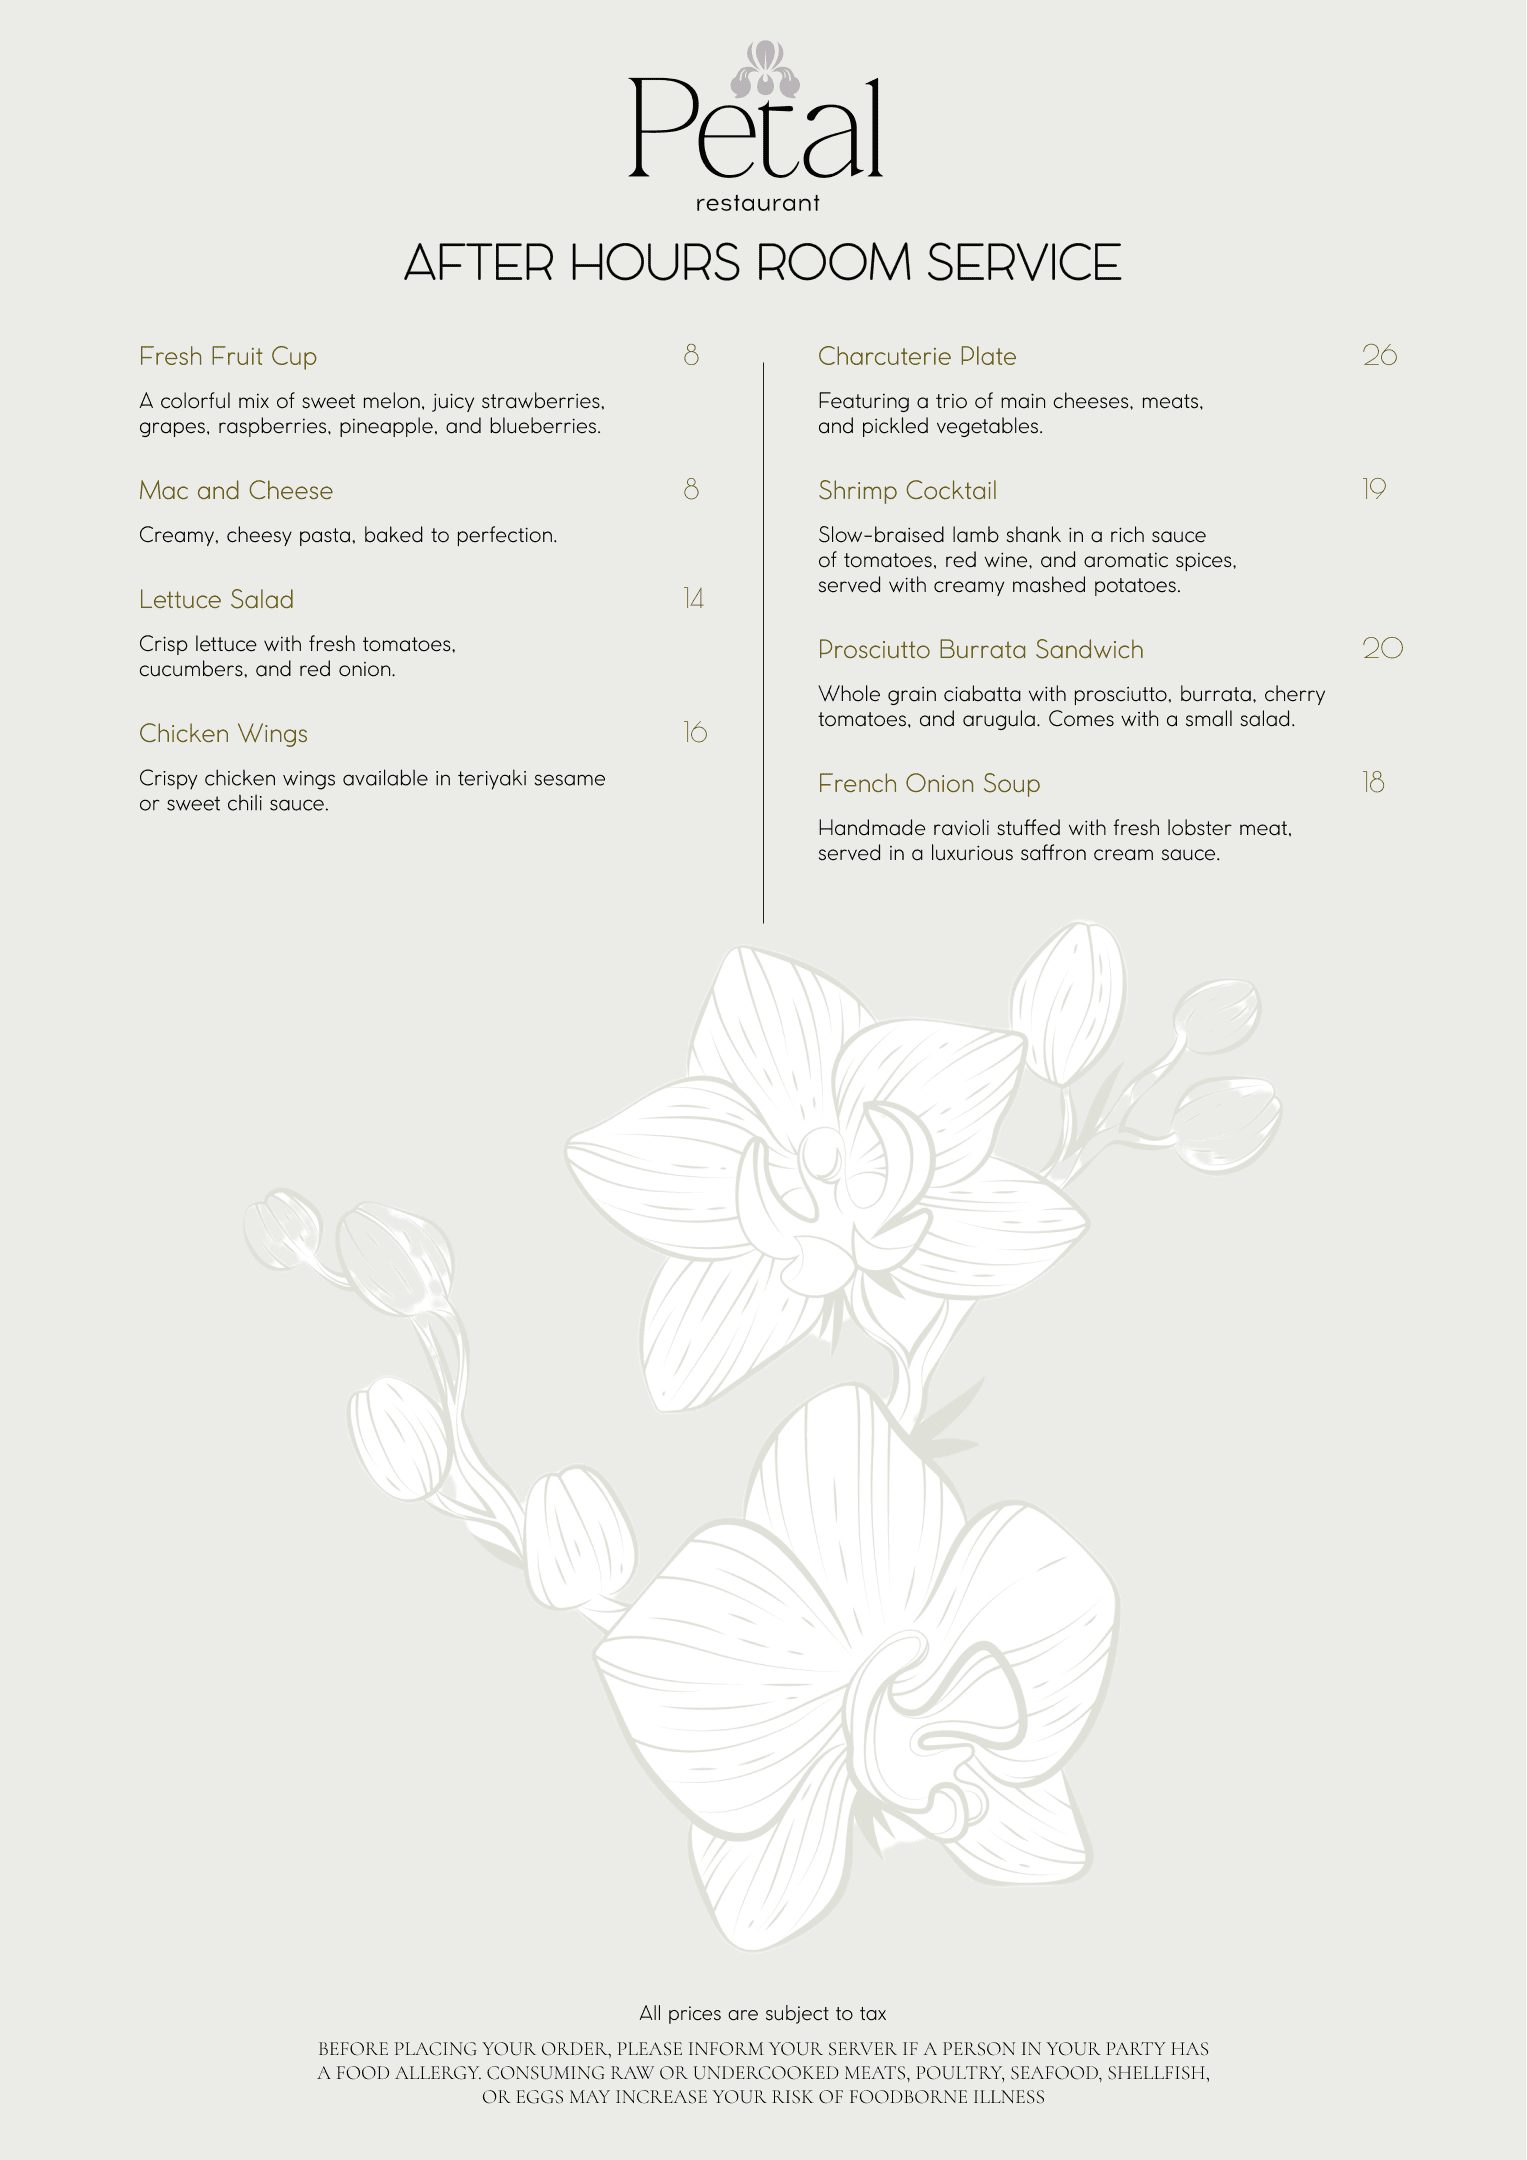 Petal
restaurant
AFTER HOURS ROOM SERVICE
Fresh Fruit Cup 8
A colorful mix of sweet melon, juicy strawberries,
grapes, raspberries, pineapple, and blueberries.
Mac and Cheese 8
Creamy, cheesy pasta, baked to perfection.
Lettuce Salad 14
Crisp lettuce with fresh tomatoes,
cucumbers, and red onion.
Chicken Wings 16
Crispy chicken wings available in teriyaki sesame
or sweet chili sauce.
Charcuterie Plate 26
Featuring a trio of main cheeses, meats,
and pickled vegetables.
Shrimp Cocktail 19
Slow-braised lamb shank in a rich sauce
of tomatoes, red wine, and aromatic spices,
served with creamy mashed potatoes.
Prosciutto Burrata Sandwich 20
Whole grain ciabatta with prosciutto, burrata, cherry
tomatoes, and arugula. Comes with a small salad.
French Onion Soup 18
Handmade ravioli stuffed with fresh lobster meat,
served in a luxurious saffron cream sauce.
All prices are subject to tax
BEFORE PLACING YOUR ORDER, PLEASE INFORM YOUR SERVER IF A PERSON IN YOUR PARTY HAS
A FOOD ALLERGY. CONSUMING RAW OR UNDERCOOKED MEATS, POULTRY, SEAFOOD, SHELLFISH,
OR EGGS MAY INCREASE YOUR RISK OF FOODBORNE ILLNESS